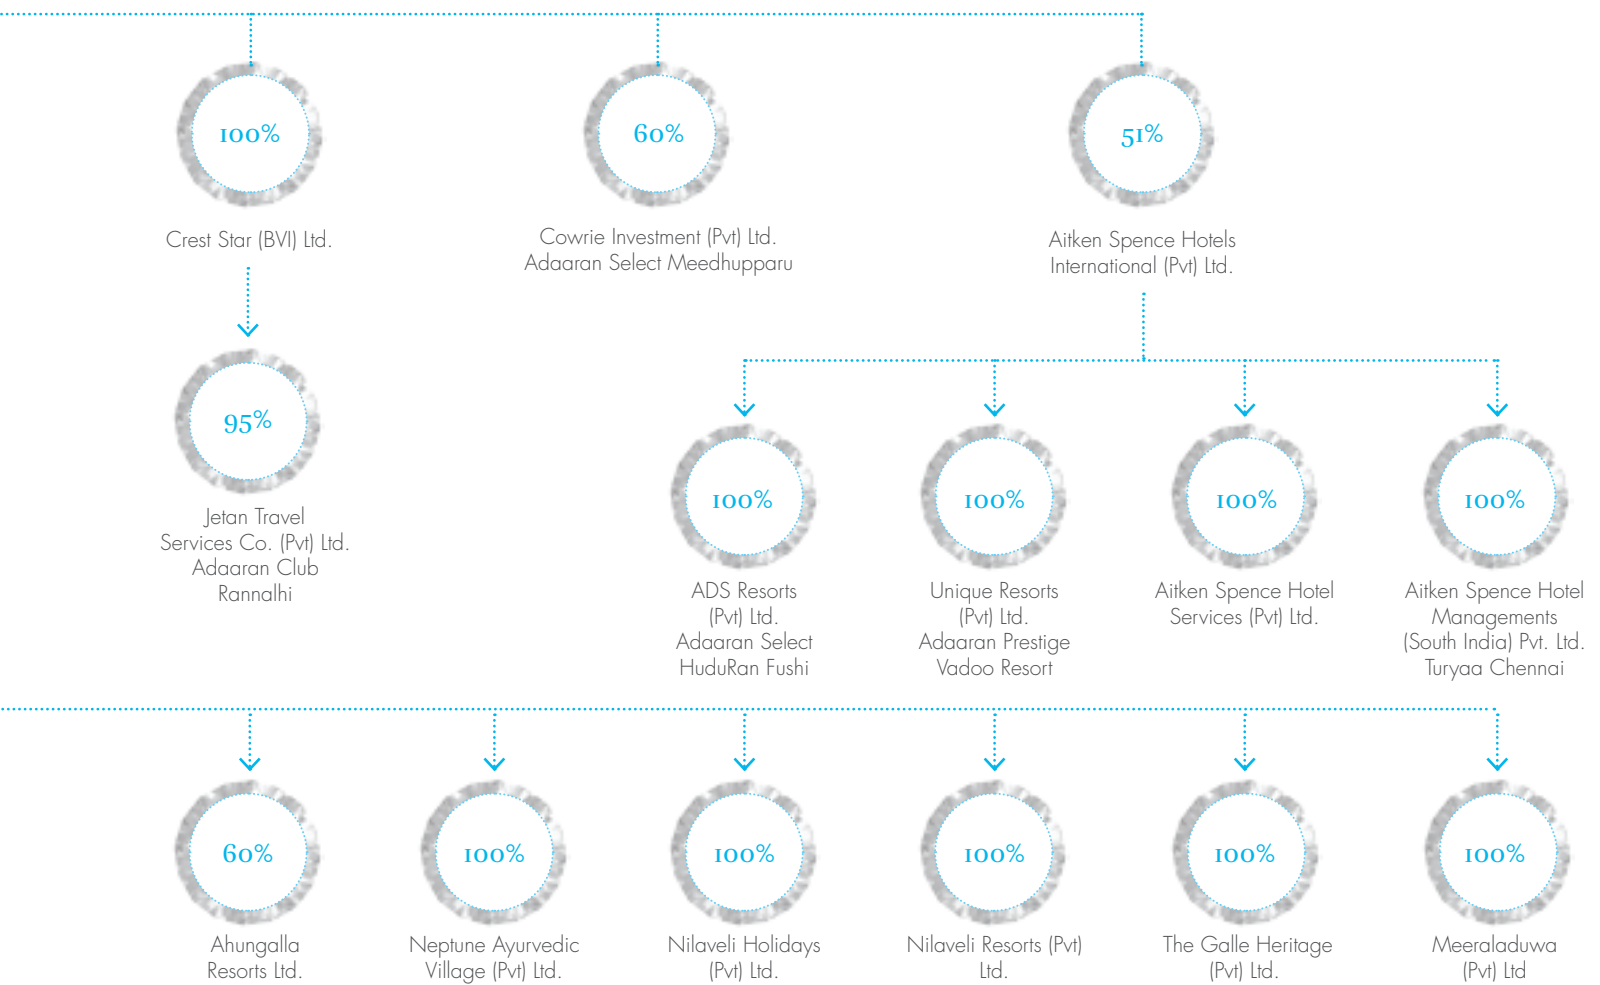 100%
Crest Star (BVI) Ltd.
60%
Cowrie Investment (Pvt) Ltd.
Adaaran Select Meedhupparu
51%
Aitken Spence Hotels
International (Pvt) Ltd.
95%
Jetan Travel
Services Co. (Pvt) Ltd.
Adaaran Club
Rannalhi
100%
ADS Resorts
(Pvt) Ltd.
Adaaran Select
HuduRan Fushi
100%
Unique Resorts
(Pvt) Ltd.
Adaaran Prestige
Vadoo Resort
100%
Aitken Spence Hotel
Services (Pvt) Ltd.
100%
Aitken Spence Hotel
Managements
(South India) Pvt. Ltd.
Turyaa Chennai
60%
Ahungalla
Resorts Ltd.
100%
Neptune Ayurvedic
Village (Pvt) Ltd.
100%
Nilaveli Holidays
(Pvt) Ltd.
100%
Nilaveli Resorts (Pvt)
Ltd.
100%
The Galle Heritage
(Pvt) Ltd.
100%
Meeraladuwa
(Pvt) Ltd